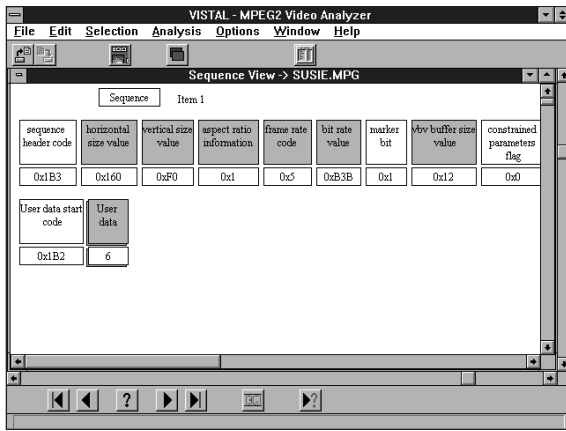 VISTAL - MPEG2 Video Analyzer
File Edit Selection Analysis Options Window Help
Sequence View -> SUSIE.MPG
Sequence Item 1
sequence header code
horizontal size value
vertical size value
aspect ratio information
frame rate code
bit rate value
marker bit
vbv buffer size value
constrained parameters flag
0x1B3 0x160 0xF0 0x1 0x5 0xB3B 0x1 0x12 0x0
User data start code
User data
0x1B2 6
? ?